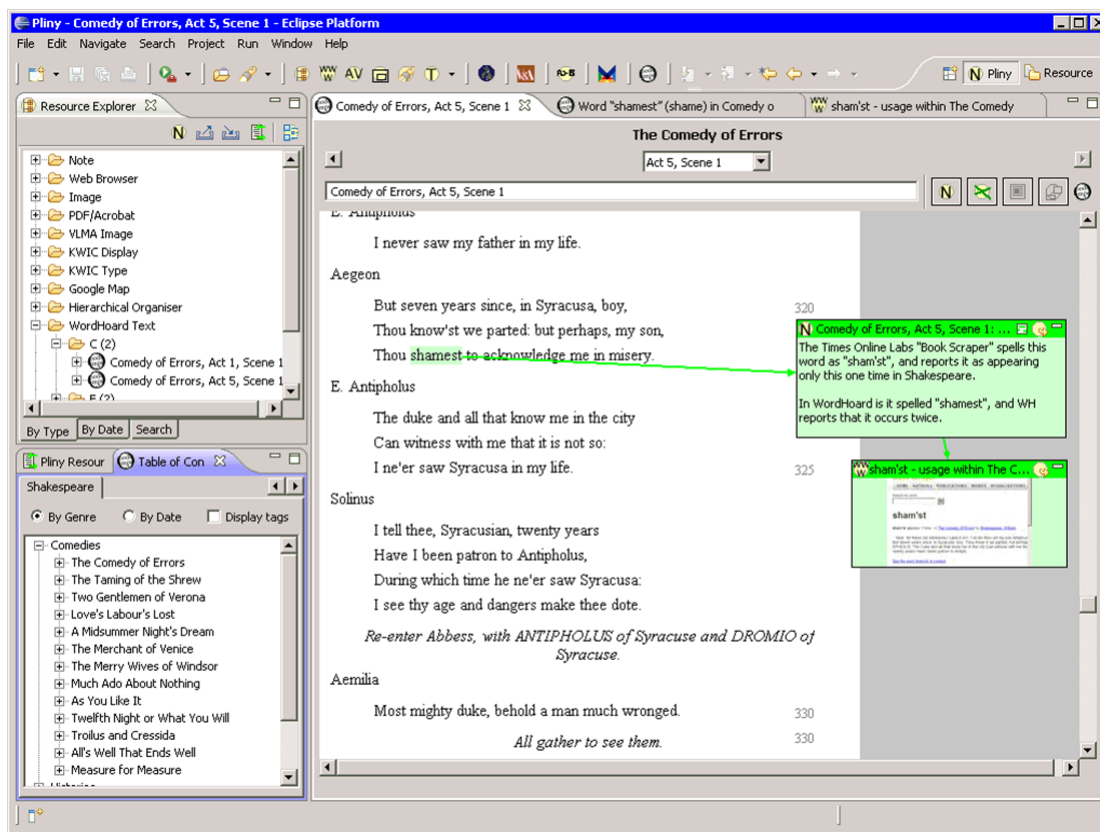 Pliny - Comedy of Errors, Act 5, Scene 1 - Eclipse Platform
File Edit Navigate Search Project Run Window Help
Pliny Resource
Resource Explorer
Note
Web Browser
Image
PDF/Acrobat
VLMA Image
KWIC Display
KWIC Type
Google Map
Hierarchical Organiser
WordHoard Text
C (2)
Comedy of Errors, Act 1, Scene 1
Comedy of Errors, Act 5, Scene 1
By Type By Date Search
Pliny Resour Table of Con
Shakespeare
By Genre By Date Display tags
Comedies
The Comedy of Errors
The Taming of the Shrew
Two Gentlemen of Verona
Love's Labour's Lost
A Midsummer Night's Dream
The Merchant of Venice
The Merry Wives of Windsor
Much Ado About Nothing
As You Like It
Twelfth Night or What You Will
Troilus and Cressida
All's Well That Ends Well
Measure for Measure
Comedy of Errors, Act 5, Scene 1 Word "shamest" (shame) in Comedy o sham'st - usage within The Comedy
The Comedy of Errors
Act 5, Scene 1
Comedy of Errors, Act 5, Scene 1
E. Antipholus
I never saw my father in my life.
Aegeon
But seven years since, in Syracusa, boy, 320
Thou know'st we parted: but perhaps, my son,
Thou shamest to acknowledge me in misery.
E. Antipholus
The duke and all that know me in the city
Can witness with me that it is not so:
I ne'er saw Syracusa in my life. 325
Solinus
I tell thee, Syracusian, twenty years
Have I been patron to Antipholus,
During which time he ne'er saw Syracusa:
I see thy age and dangers make thee dote.
Re-enter Abbess, with ANTIPHOLUS of Syracuse and DROMIO of
Syracuse.
Aemilia
Most mighty duke, behold a man much wronged. 330
All gather to see them. 330
Comedy of Errors, Act 5, Scene 1: ...
The Times Online Labs "Book Scraper" spells this
word as "sham'st", and reports it as appearing
only this one time in Shakespeare.
In WordHoard is it spelled "shamest", and WH
reports that it occurs twice.
sham'st - usage within The C...
sham'st